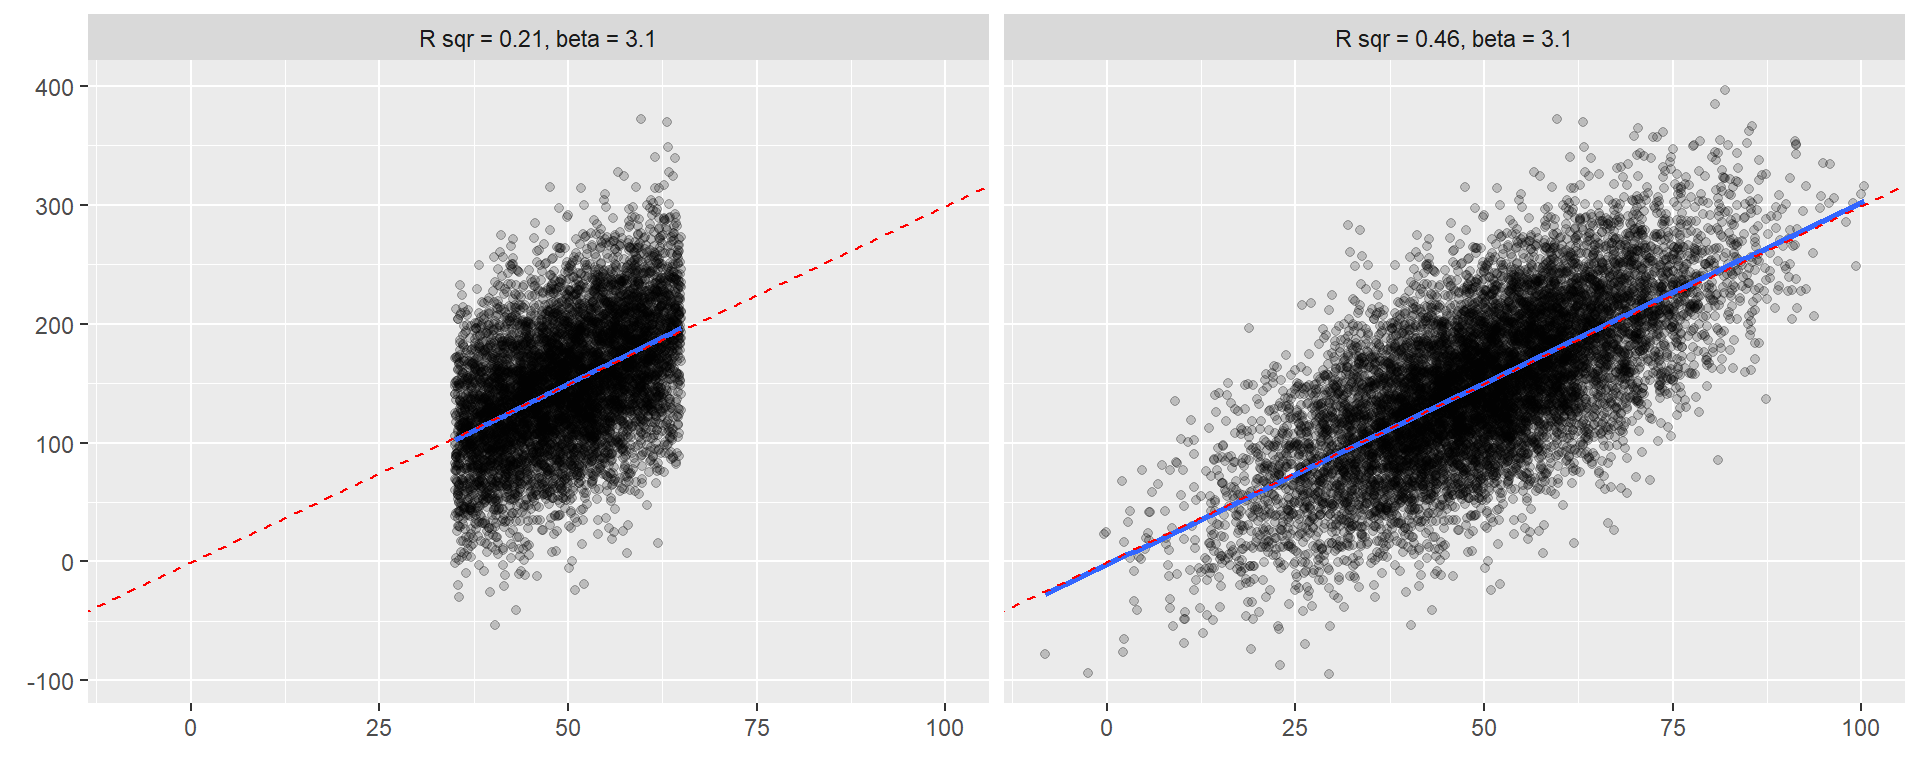 R sqr = 0.21, beta = 3.1
R sqr = 0.46, beta = 3.1
400
300
200
100
0
-100
0 25 50 75 100
0 25 50 75 100